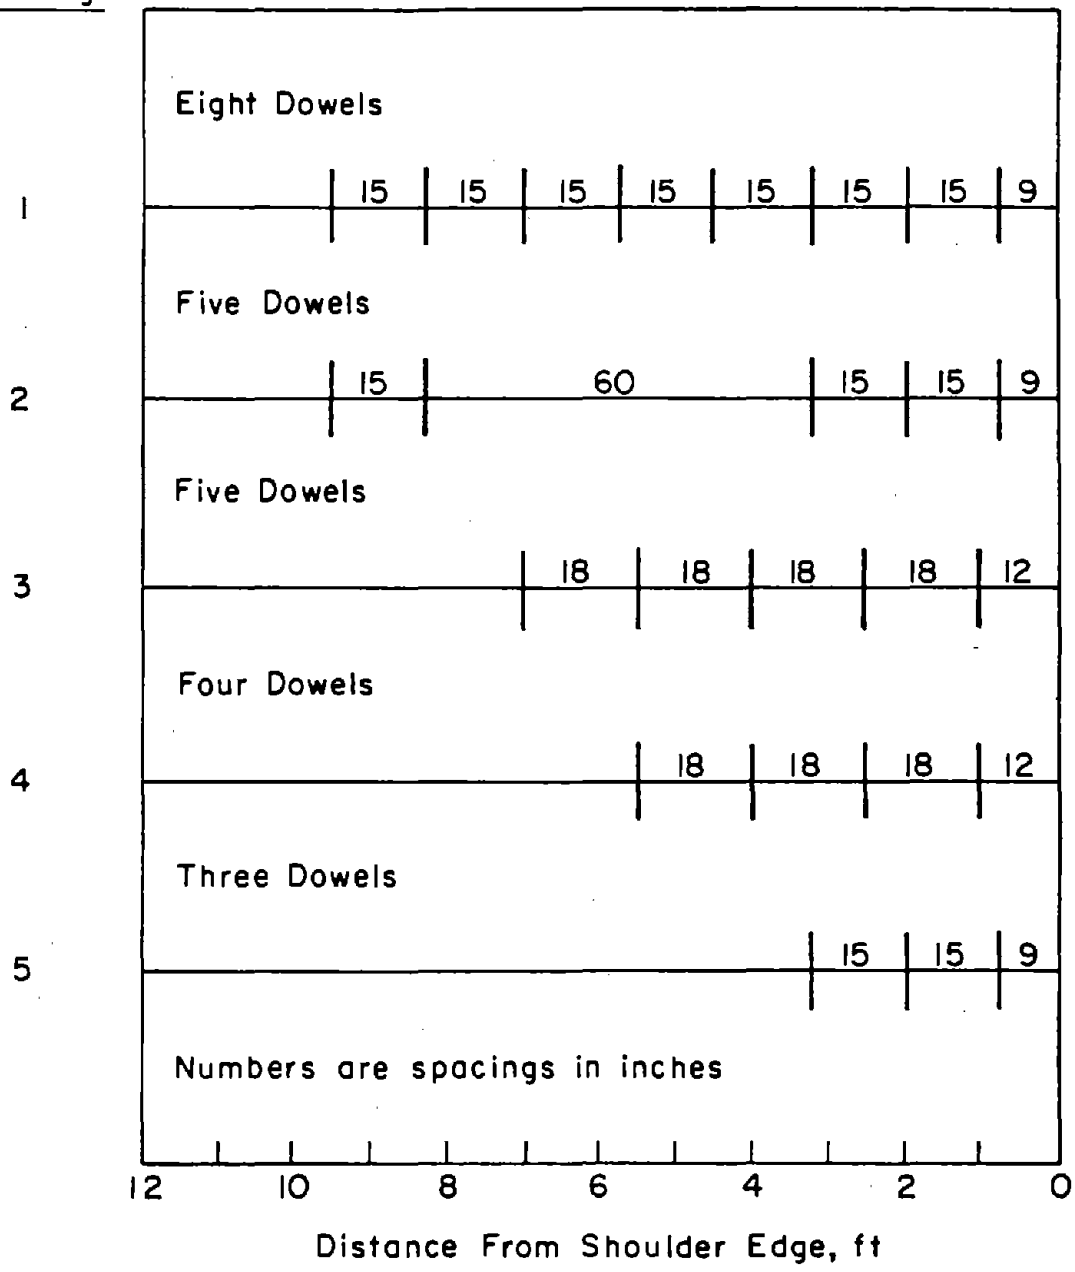 Eight Dowels
1 15 15 15 15 15 15 15 9
Five Dowels
2 15 60 15 15 9
Five Dowels
3 18 18 18 18 12
Four Dowels
4 18 18 18 12
Three Dowels
5 15 15 9
Numbers are spacings in inches
12 10 8 6 4 2 0
Distance From Shoulder Edge, ft